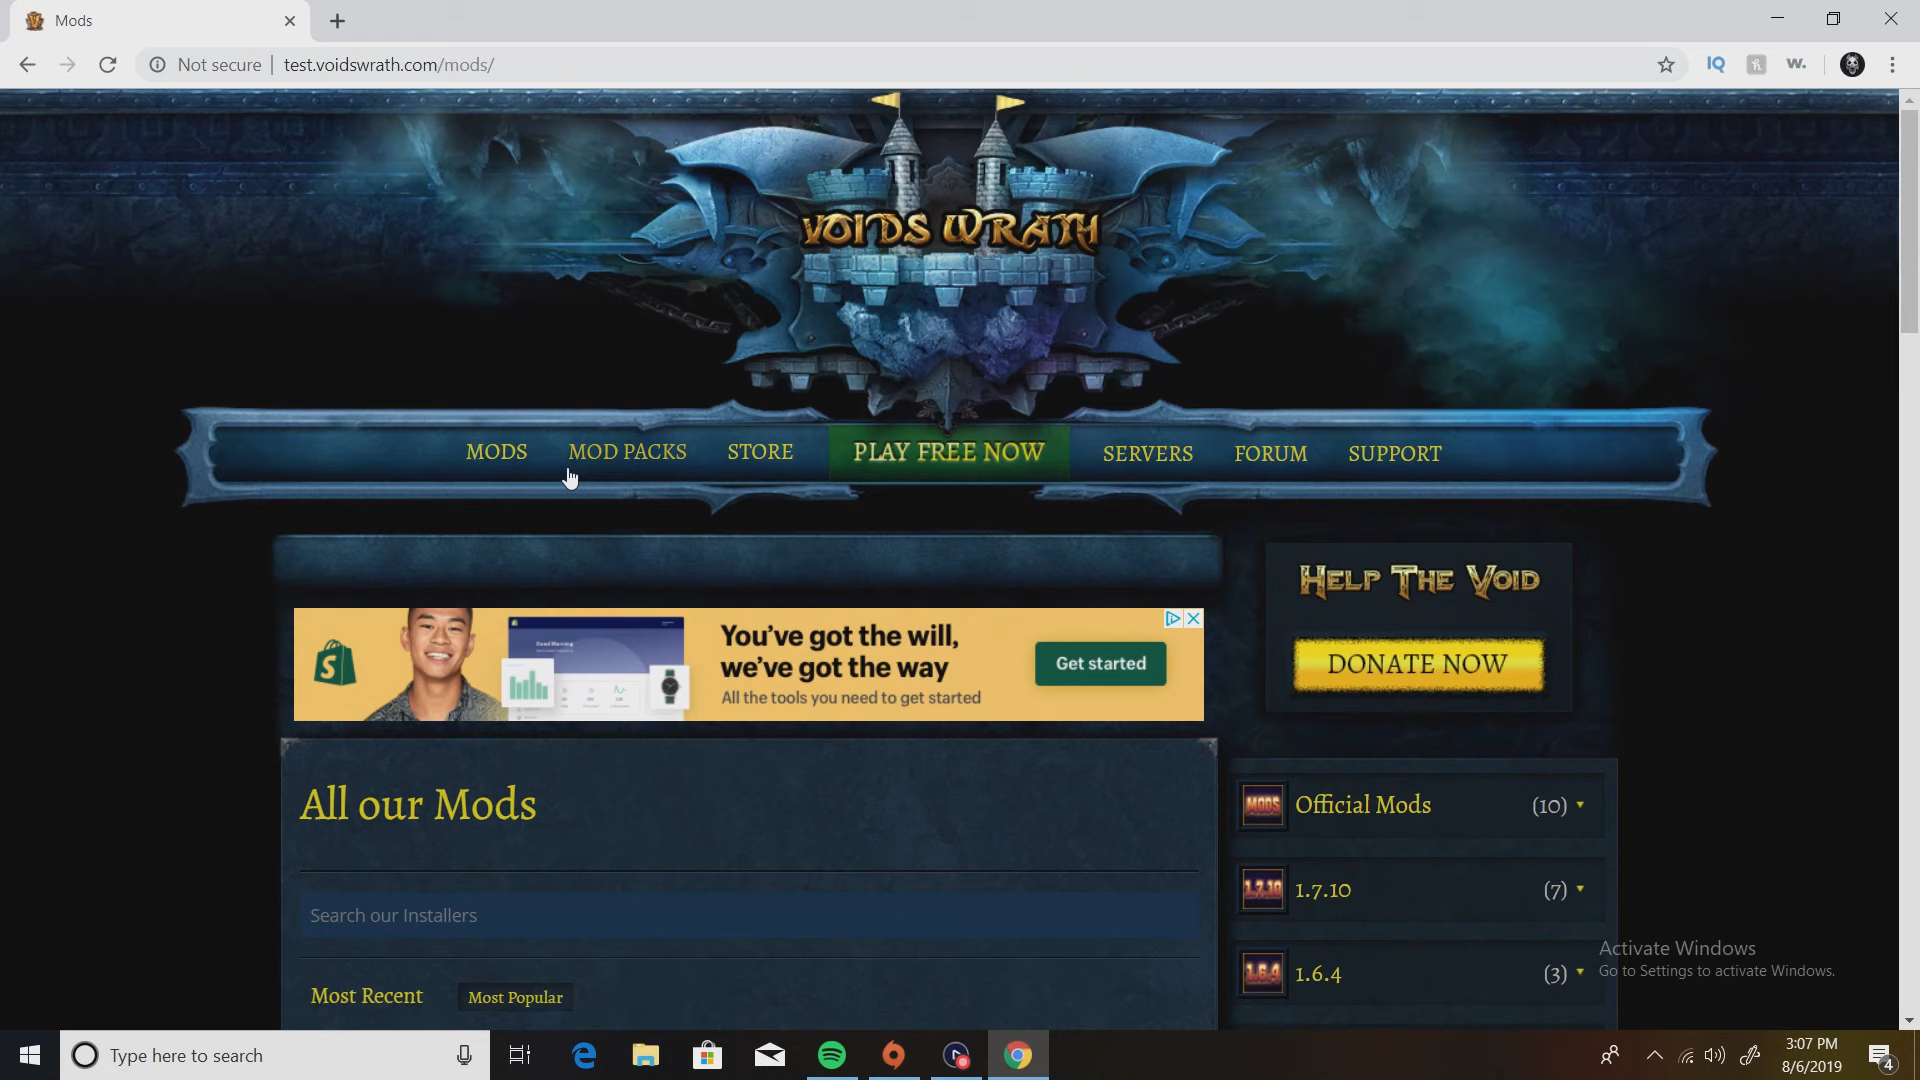 Mods
Not secure
test.voidswrath.com/mods/
IQ
w.
VOIDS WRATH
MODS
MOD PACKS
STORE
PLAY FREE NOW
SERVERS
FORUM
SUPPORT
You've got the will,
we've got the way
All the tools you need to get started
Get started
Good Morning
HELP THE VOID
DONATE NOW
All our Mods
Search our Installers
Most Recent
Most Popular
MODS
Official Mods
(10)
1.7.10
1.7.10
(7)
1.6.4
1.6.4
(3)
Activate Windows
Go to Settings to activate Windows.
Type here to search
3:07 PM
8/6/2019
4